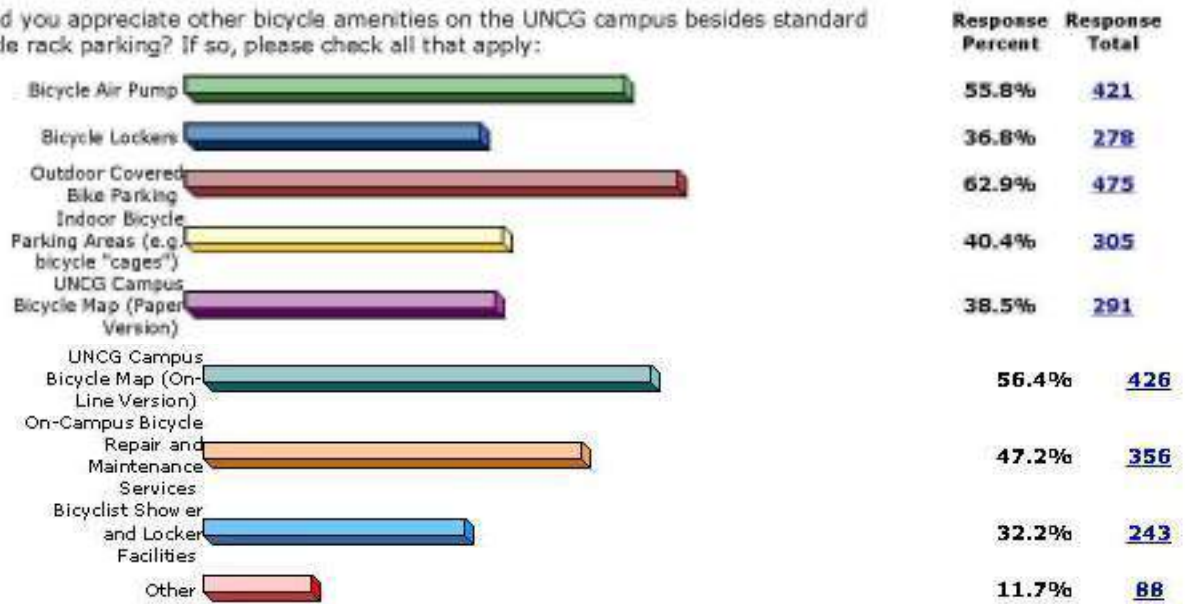 d you appreciate other bicycle amenities on the UNCG campus besides standard
le rack parking? If so, please check all that apply:
Response Response
Percent Total
Bicycle Air Pump 55.8% 421
Bicycle Lockers 36.8% 278
Outdoor Covered
Bike Parking 62.9% 475
Indoor Bicycle
Parking Areas (e.g. 40.4% 305
bicycle "cages")
UNCG Campus
Bicycle Map (Paper 38.5% 291
Version)
UNCG Campus
Bicycle Map (On- 56.4% 426
Line Version)
On-Campus Bicycle
Repair and 47.2% 356
Maintenance
Services
Bicyclist Shower
and Locker 32.2% 243
Facilities
Other 11.7% 88